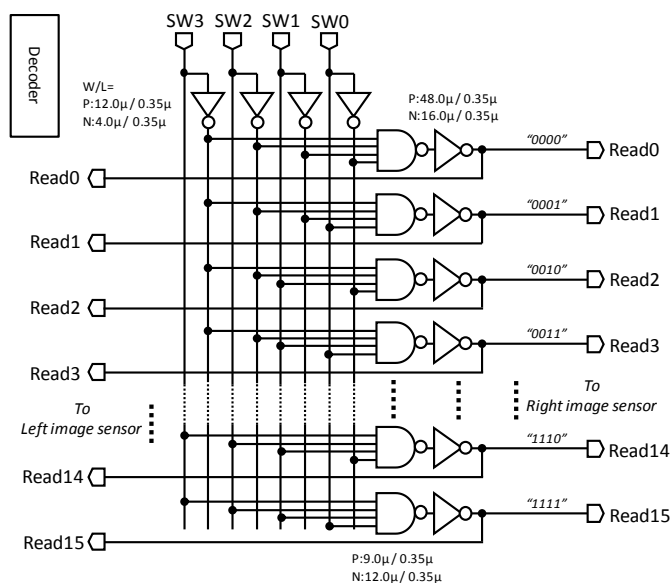 SW3 SW2 SW1 SW0
Decoder
W/L=
P:12.0μ/ 0.35μ
N:4.0μ/ 0.35μ
P:48.0μ/ 0.35μ
N:16.0μ/ 0.35μ
"0000"
Read0
Read0
"0001"
Read1
Read1
"0010"
Read2
Read2
"0011"
Read3
Read3
To
Left image sensor
To
Right image sensor
"1110"
Read14
Read14
"1111"
Read15
Read15
P:9.0μ/ 0.35μ
N:12.0μ/ 0.35μ